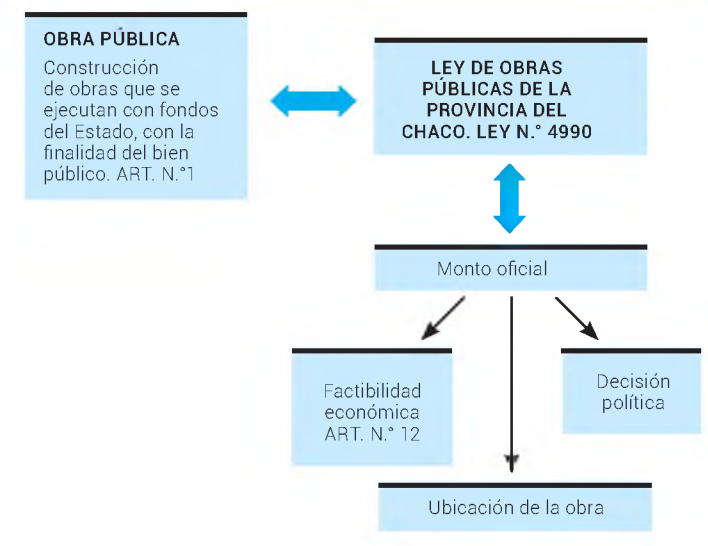 OBRA PÚBLICA
Construcción
de obras que se
ejecutan con fondos
del Estado, con la
finalidad del bien
público. ART. N.°1
LEY DE OBRAS
PÚBLICAS DE LA
PROVINCIA DEL
CHACO. LEY N.° 4990
Monto oficial
Factibilidad
económica
ART. N.° 12
Decisión
política
Ubicación de la obra